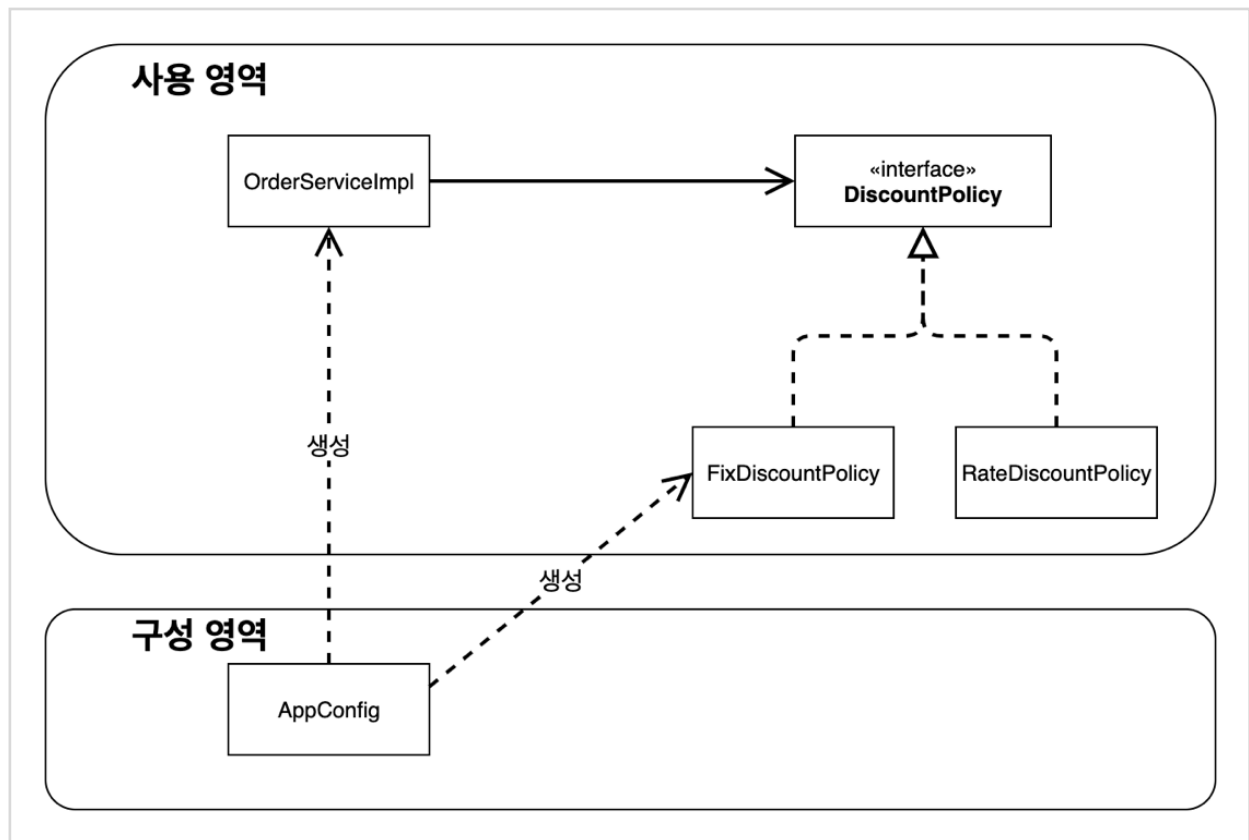 사용 영역
OrderServiceImpl
«interface»
DiscountPolicy
생성
FixDiscountPolicy
RateDiscountPolicy
생성
구성 영역
AppConfig